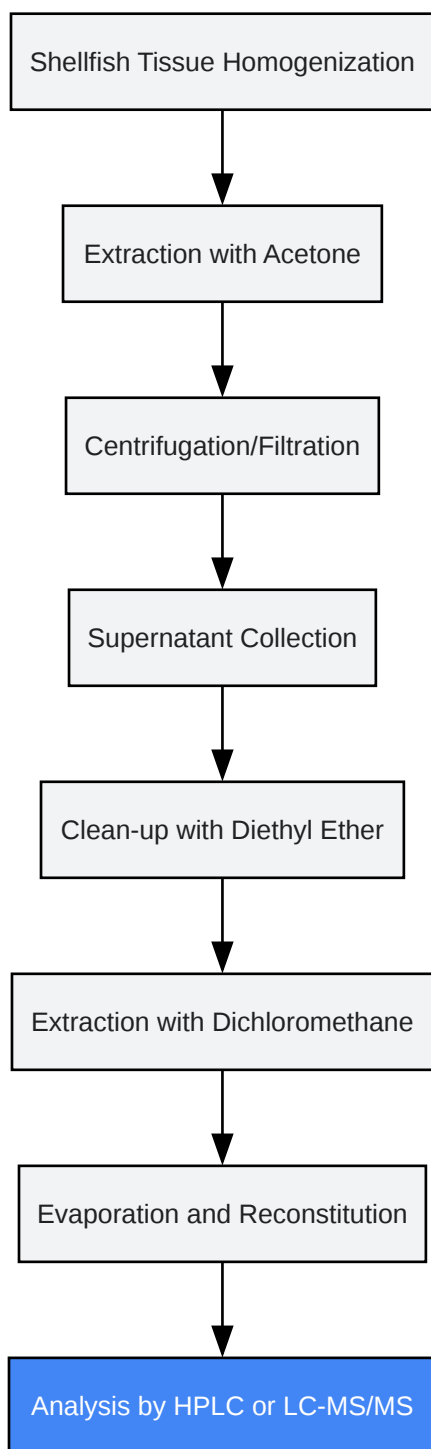 Shellfish Tissue Homogenization
Extraction with Acetone
Centrifugation/Filtration
Supernatant Collection
Clean-up with Diethyl Ether
Extraction with Dichloromethane
Evaporation and Reconstitution
Analysis by HPLC or LC-MS/MS